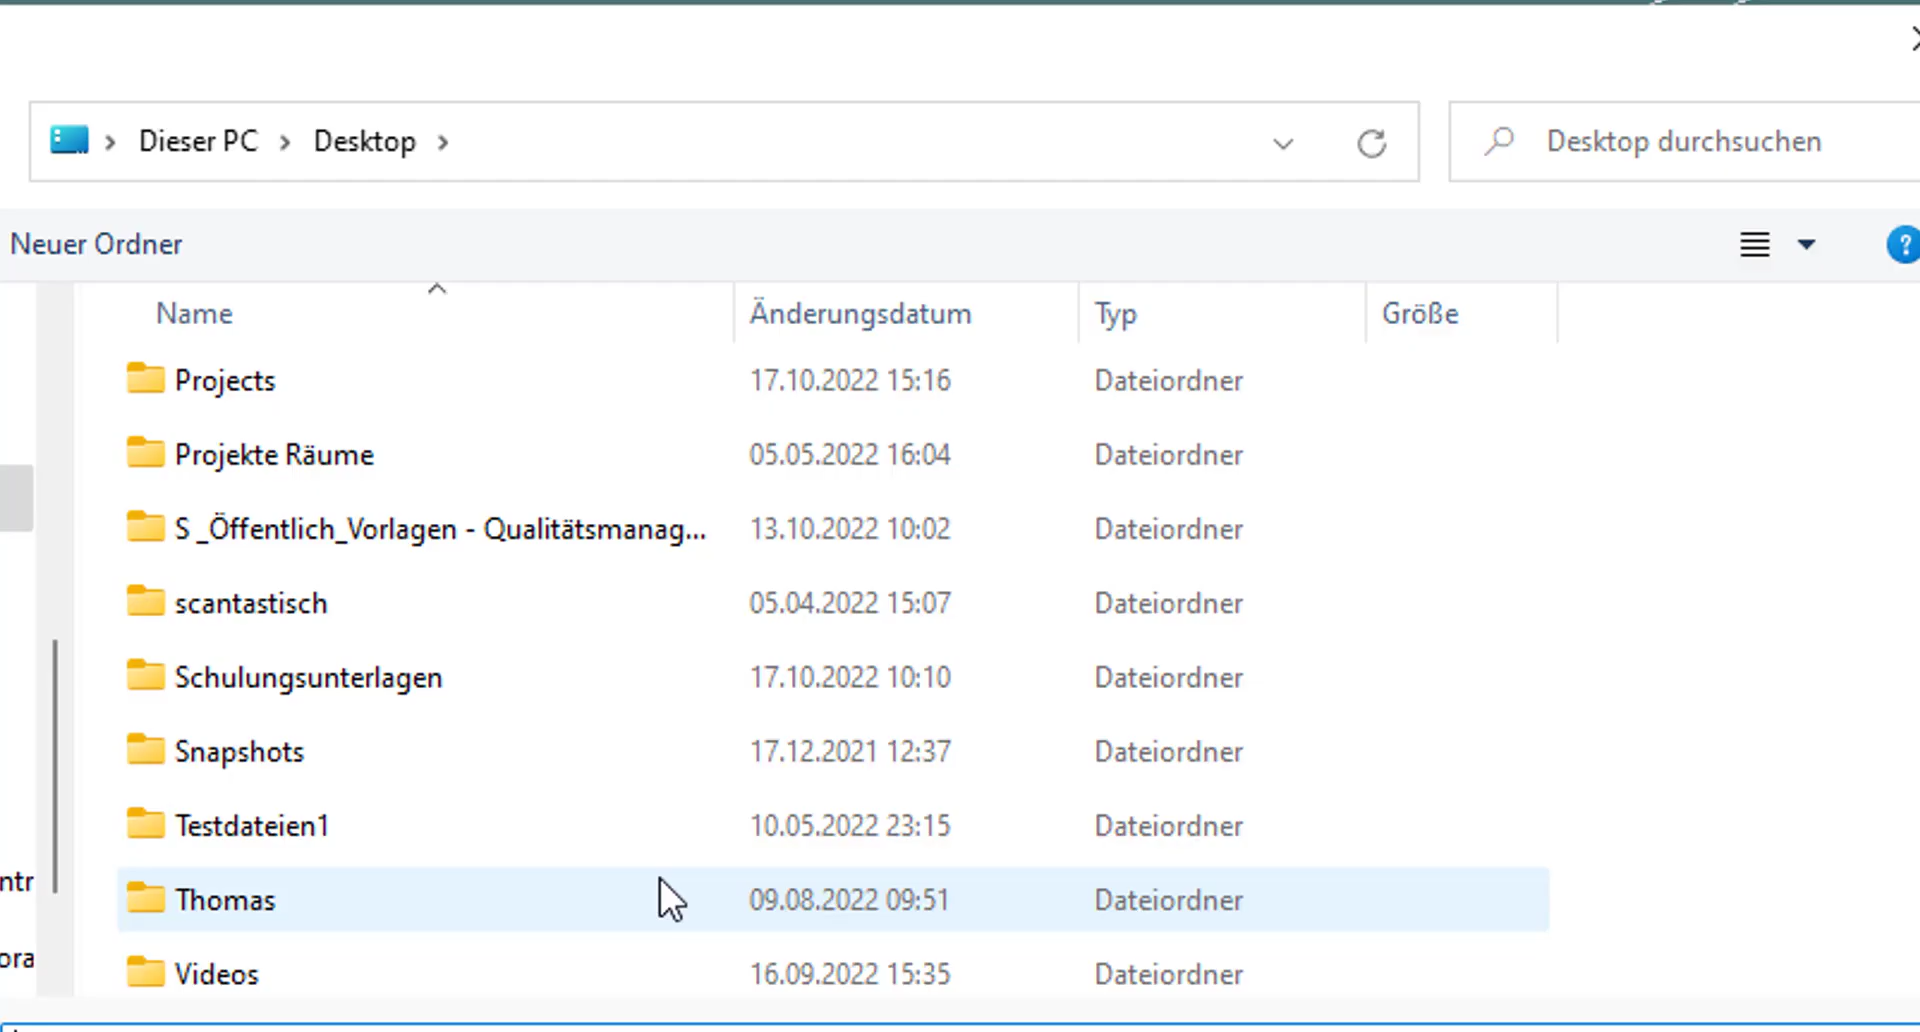 Dieser PC > Desktop >
Desktop durchsuchen
Neuer Ordner
?
Name Änderungsdatum Typ Größe
Projects 17.10.2022 15:16 Dateiordner
Projekte Räume 05.05.2022 16:04 Dateiordner
S _Öffentlich_Vorlagen - Qualitätsmanag... 13.10.2022 10:02 Dateiordner
scantastisch 05.04.2022 15:07 Dateiordner
Schulungsunterlagen 17.10.2022 10:10 Dateiordner
Snapshots 17.12.2021 12:37 Dateiordner
Testdateien1 10.05.2022 23:15 Dateiordner
ntr
Thomas 09.08.2022 09:51 Dateiordner
ora
Videos 16.09.2022 15:35 Dateiordner